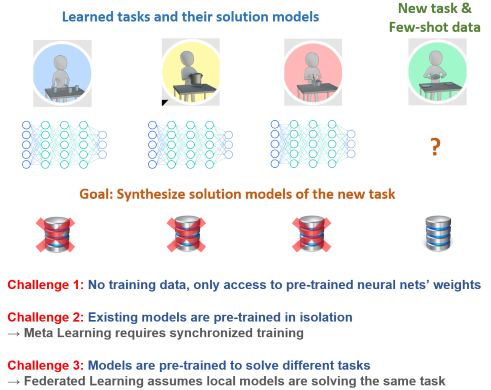 Learned tasks and their solution models
New task &
Few-shot data
?
Goal: Synthesize solution models of the new task
Challenge 1: No training data, only access to pre-trained neural nets' weights
Challenge 2: Existing models are pre-trained in isolation
→ Meta Learning requires synchronized training
Challenge 3: Models are pre-trained to solve different tasks
→ Federated Learning assumes local models are solving the same task